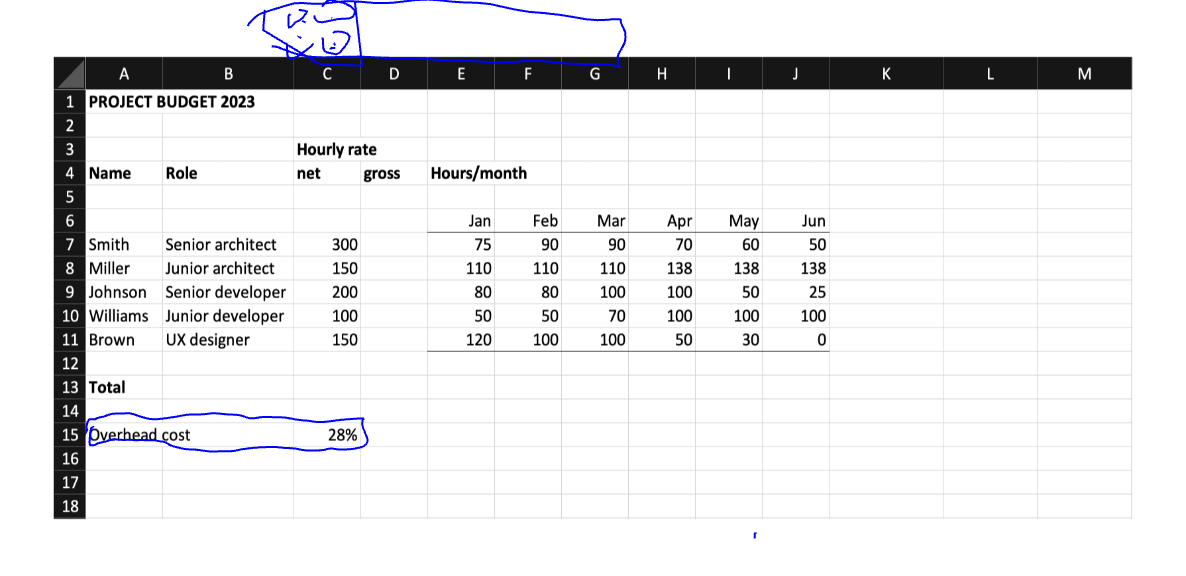 A B C D E F G H I J K L M
1 PROJECT BUDGET 2023
2
3 Hourly rate
4 Name Role net gross Hours/month
5
6 Jan Feb Mar Apr May Jun
7 Smith Senior architect 300 75 90 90 70 60 50
8 Miller Junior architect 150 110 110 110 138 138 138
9 Johnson Senior developer 200 80 80 100 100 50 25
10 Williams Junior developer 100 50 50 70 100 100 100
11 Brown UX designer 150 120 100 100 50 30 0
12
13 Total
14
15 Overhead cost 28%
16
17
18